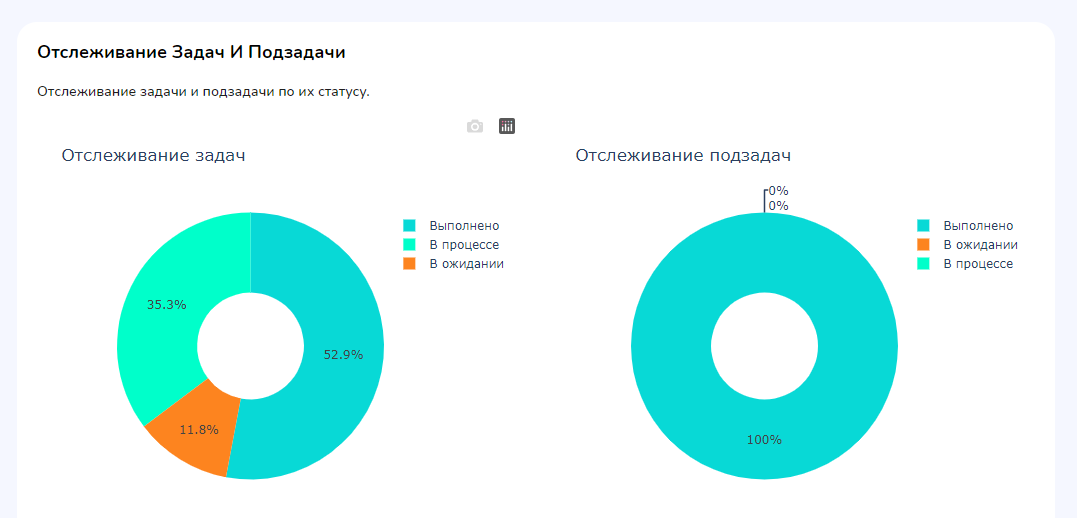 Отслеживание Задач И Подзадачи
Отслеживание задачи и подзадачи по их статусу.
Отслеживание задач
35.3%
52.9%
11.8%
Выполнено
В процессе
В ожидании
Отслеживание подзадач
0%
0%
100%
Выполнено
В ожидании
В процессе